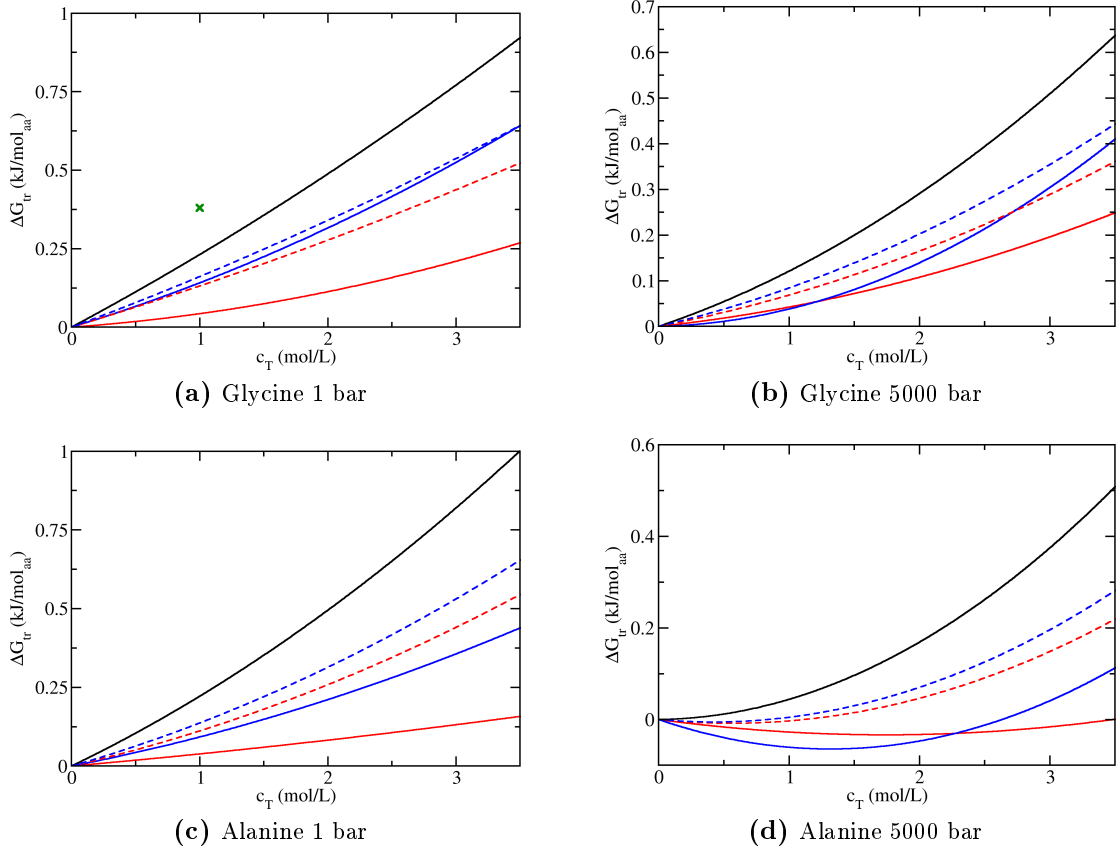 1
0.75
0.5
0.25
0
ΔG_tr (kJ/mol_aa)
0 1 2 3
c_T (mol/L)
(a) Glycine 1 bar
0.7
0.6
0.5
0.4
0.3
0.2
0.1
0
ΔG_tr (kJ/mol_aa)
0 1 2 3
c_T (mol/L)
(b) Glycine 5000 bar
1
0.75
0.5
0.25
0
ΔG_tr (kJ/mol_aa)
0 1 2 3
c_T (mol/L)
(c) Alanine 1 bar
0.6
0.4
0.2
0
ΔG_tr (kJ/mol_aa)
0 1 2 3
c_T (mol/L)
(d) Alanine 5000 bar